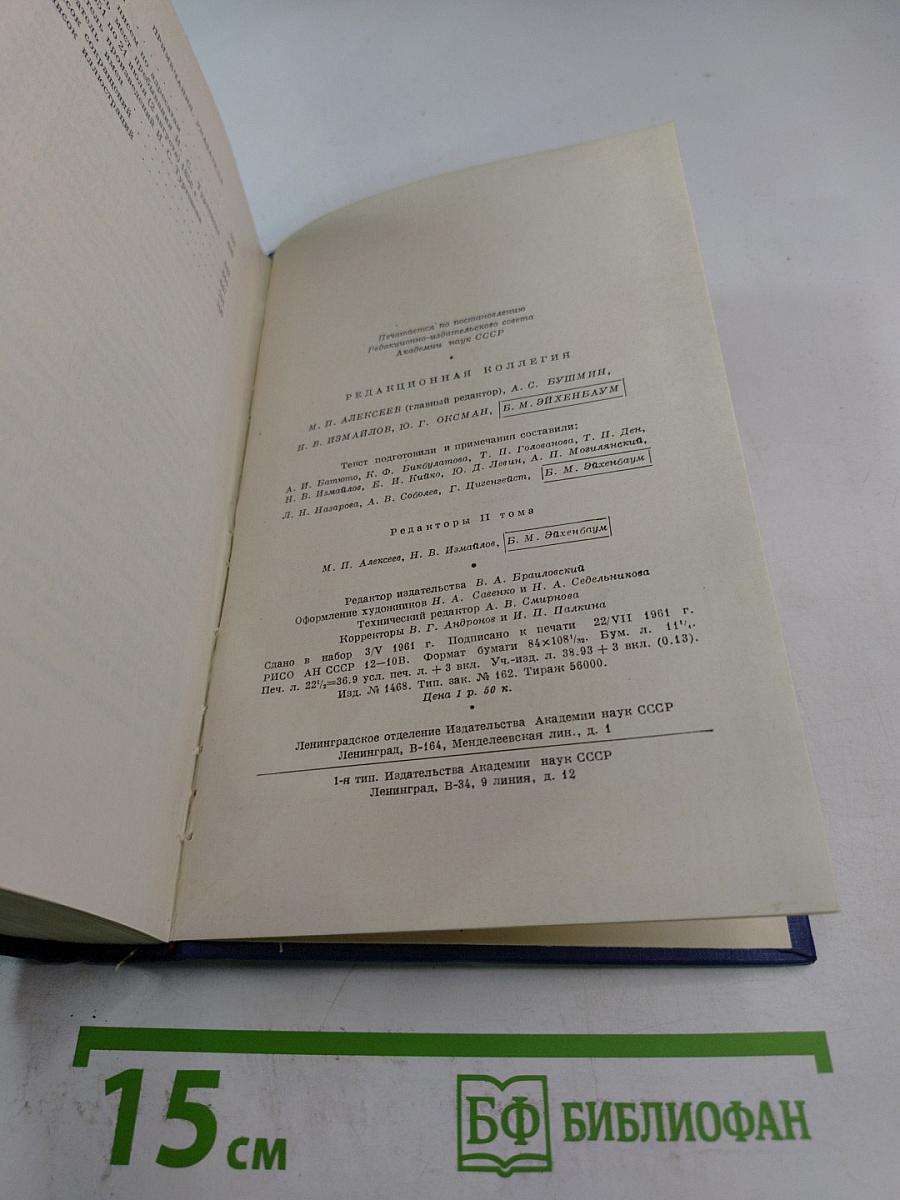 ПРИМЕЧАНИЯ
Печатается по постановлению
Редакционно-издательского совета
Академии наук СССР
РЕДАКЦИОННАЯ КОЛЛЕГИЯ
М. П. АЛЕКСЕЕВ (главный редактор), А. С. БУШМИН,
Н. В. ИЗМАЙЛОВ, Ю. Г. ОКСМАН, Б. М. ЭЙХЕНБАУМ
Текст подготовили и примечания составили:
А. И. Батюто, К. Ф. Бикбулатова, Т. П. Голованова, Т. П. Ден,
Н. В. Измайлов, Е. И. Кийко, Ю. Д. Левин, А. П. Могилянский,
Л. Н. Назарова, А. В. Соболев, Г. Цигенгейст, Б. М. Эйхенбаум
Редакторы II тома
М. П. Алексеев, Н. В. Измайлов, Б. М. Эйхенбаум
Редактор издательства В. А. Браиловский
Оформление художников Н. А. Савенко и Н. А. Седельникова
Технический редактор А. В. Смирнова
Корректоры В. Г. Андронов и И. П. Палкина
Сдано в набор 3/V 1961 г. Подписано к печати 22/VII 1961 г.
РИСО АН СССР 12—10В. Формат бумаги 84×108¹/₃₂. Бум. л. 11¹/₄.
Печ. л. 22¹/₂=36.9 усл. печ. л. + 3 вкл. Уч.-изд. л. 38.93 + 3 вкл. (0.13).
Изд. № 1468. Тип. зак. № 162. Тираж 56000.
Цена 1 р. 50 к.
Ленинградское отделение Издательства Академии наук СССР
Ленинград, В-164, Менделеевская лин., д. 1
1-я тип. Издательства Академии наук СССР
Ленинград, В-34, 9 линия, д. 12
15 см
БФ БИБЛИОФАН